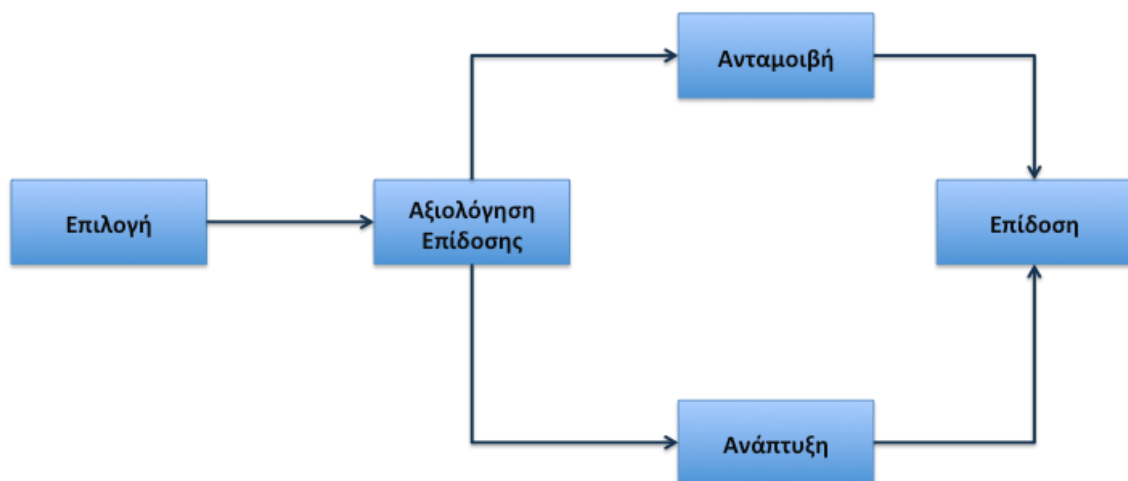 Ανταμοιβή
Επιλογή
Αξιολόγηση
Επίδοσης
Επίδοση
Ανάπτυξη